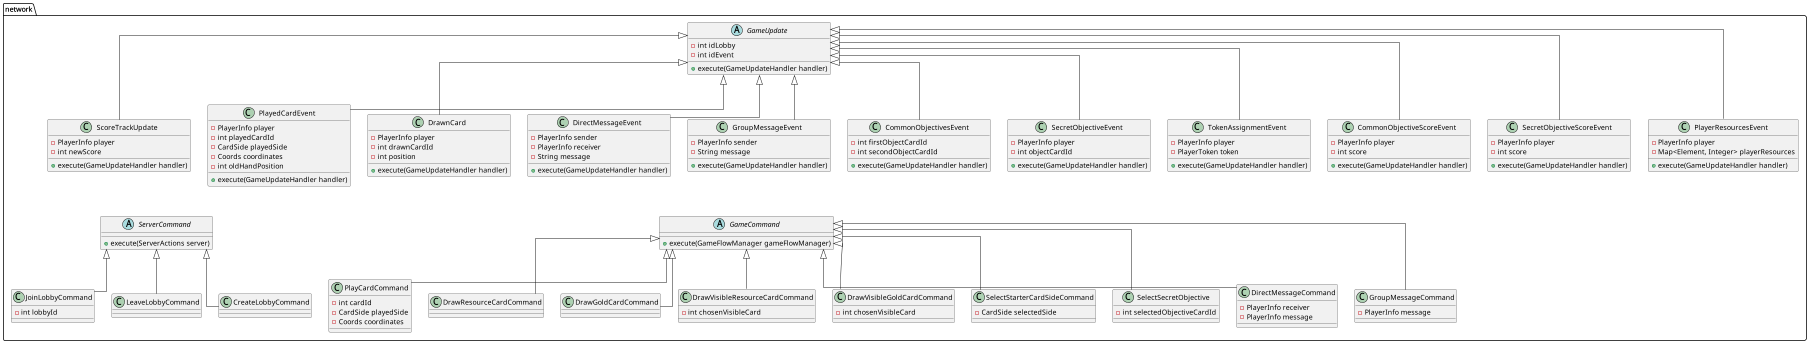 network
A GameUpdate
int idLobby
int idEvent
execute(GameUpdateHandler handler)
C ScoreTrackUpdate
PlayerInfo player
int newScore
execute(GameUpdateHandler handler)
C PlayedCardEvent
PlayerInfo player
int playedCardId
CardSide playedSide
Coords coordinates
int oldHandPosition
execute(GameUpdateHandler handler)
C DrawnCard
PlayerInfo player
int drawnCardId
int position
execute(GameUpdateHandler handler)
C DirectMessageEvent
PlayerInfo sender
PlayerInfo receiver
String message
execute(GameUpdateHandler handler)
C GroupMessageEvent
PlayerInfo sender
String message
execute(GameUpdateHandler handler)
C CommonObjectivesEvent
int firstObjectCardId
int secondObjectCardId
execute(GameUpdateHandler handler)
C SecretObjectiveEvent
PlayerInfo player
int objectCardId
execute(GameUpdateHandler handler)
C TokenAssignmentEvent
PlayerInfo player
PlayerToken token
execute(GameUpdateHandler handler)
C CommonObjectiveScoreEvent
PlayerInfo player
int score
execute(GameUpdateHandler handler)
C SecretObjectiveScoreEvent
PlayerInfo player
int score
execute(GameUpdateHandler handler)
C PlayerResourcesEvent
PlayerInfo player
Map<Element, Integer> playerResources
execute(GameUpdateHandler handler)
A ServerCommand
execute(ServerActions server)
A GameCommand
execute(GameFlowManager gameFlowManager)
C JoinLobbyCommand
int lobbyId
C LeaveLobbyCommand
C CreateLobbyCommand
C PlayCardCommand
int cardId
CardSide playedSide
Coords coordinates
C DrawResourceCardCommand
C DrawGoldCardCommand
C DrawVisibleResourceCardCommand
int chosenVisibleCard
C DrawVisibleGoldCardCommand
int chosenVisibleCard
C SelectStarterCardSideCommand
CardSide selectedSide
C SelectSecretObjective
int selectedObjectiveCardId
C DirectMessageCommand
PlayerInfo receiver
PlayerInfo message
C GroupMessageCommand
PlayerInfo message